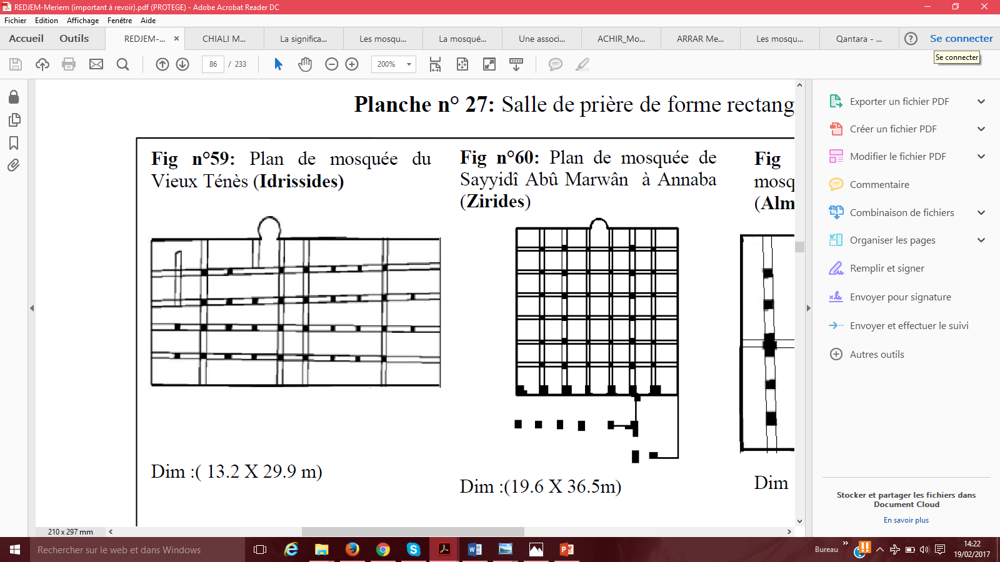 REDJEM-Meriem (important à revoir).pdf (PROTEGE) - Adobe Acrobat Reader DC
Fichier Edition Affichage Fenêtre Aide
Accueil Outils REDJEM-... × CHIALI M... La significa... Les mosqu... La mosqué... Une associ... ACHIR_Mo... ARRAR Me... Les mosqu... Qantara - ... Se connecter
86 / 233 200% Se connecter
Planche n° 27: Salle de prière de forme rectang
Fig n°59: Plan de mosquée du
Vieux Ténès (Idrissides)
Fig n°60: Plan de mosquée de
Sayyidî Abû Marwân à Annaba
(Zirides)
Fig
mosq
(Alm
Dim :( 13.2 X 29.9 m)
Dim :(19.6 X 36.5m)
Dim
Exporter un fichier PDF
Créer un fichier PDF
Modifier le fichier PDF
Commentaire
Combinaison de fichiers
Organiser les pages
Remplir et signer
Envoyer pour signature
Envoyer et effectuer le suivi
Autres outils
Stocker et partager les fichiers dans
Document Cloud
En savoir plus
210 x 297 mm
Rechercher sur le web et dans Windows
Bureau
14:22
19/02/2017